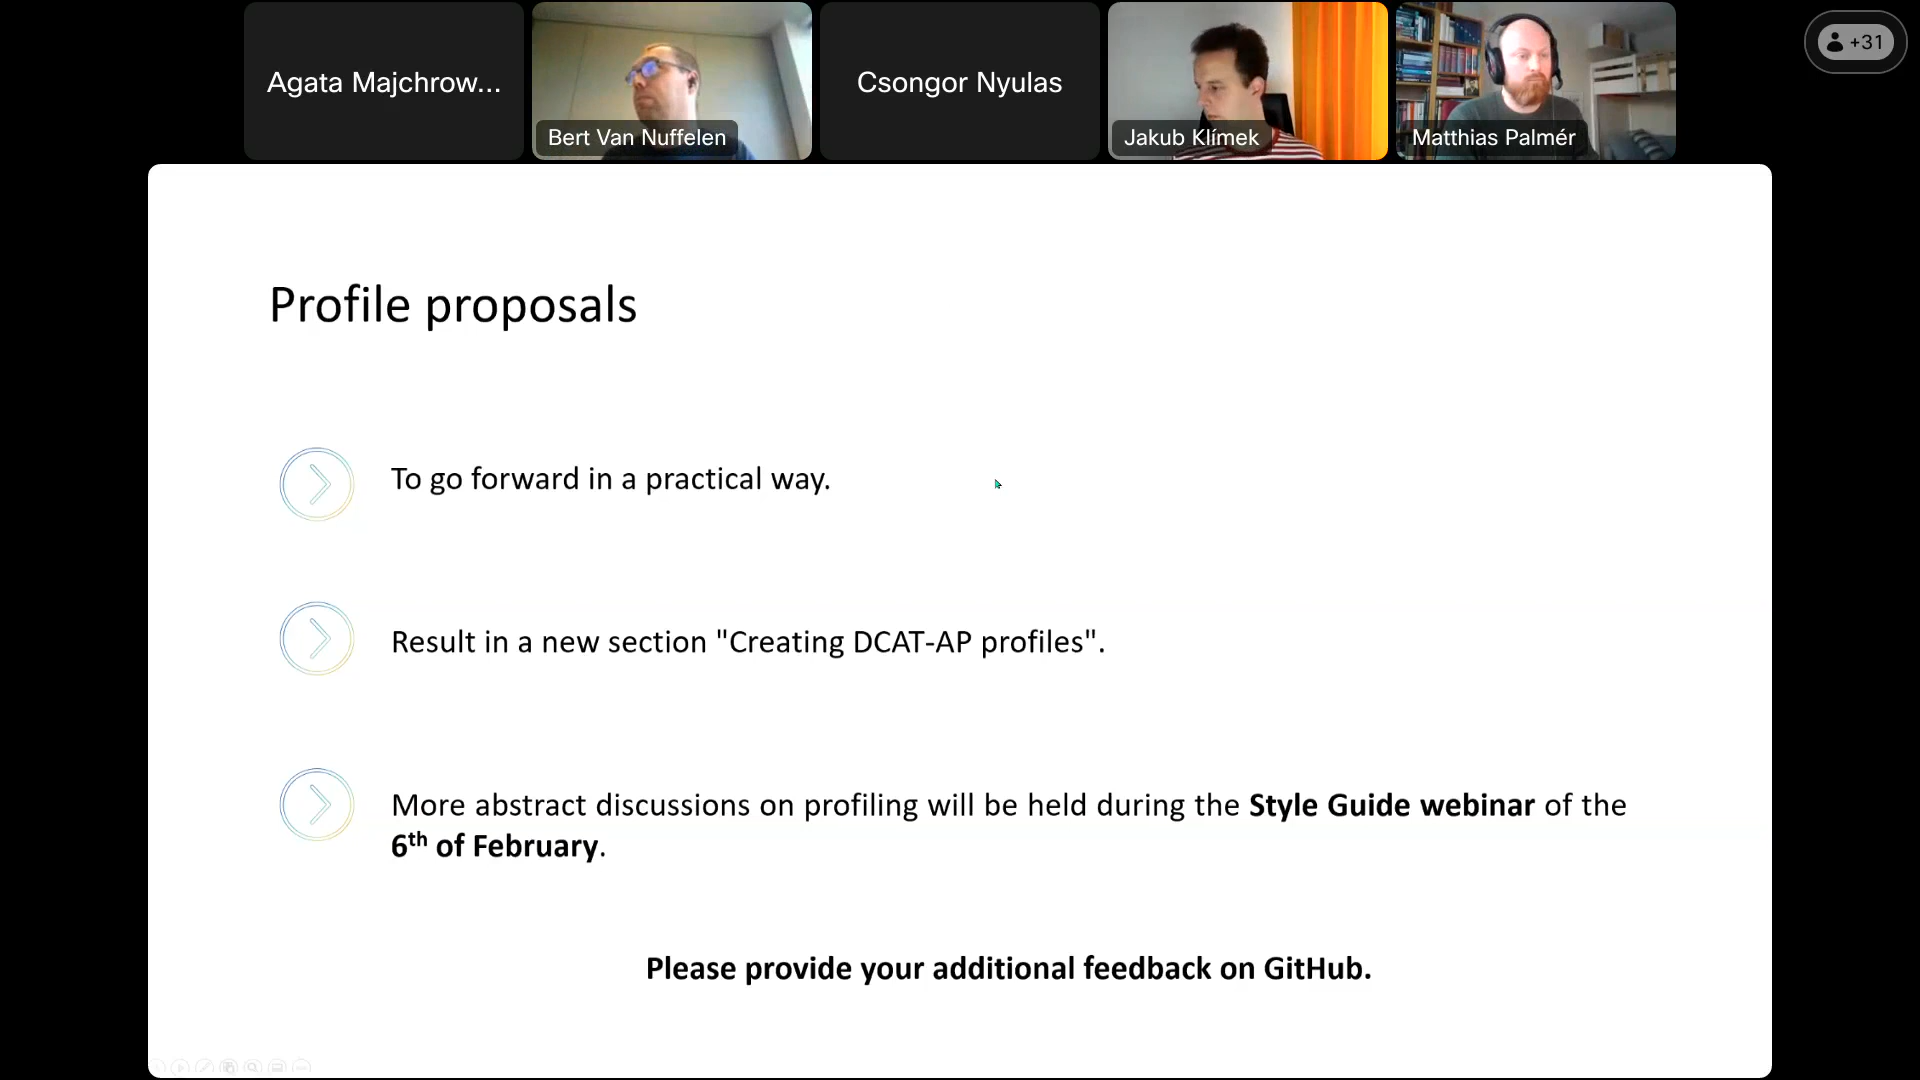 Agata Majchrow...
Bert Van Nuffelen
Csongor Nyulas
Jakub Klímek
Matthias Palmér
+31
Profile proposals
To go forward in a practical way.
Result in a new section "Creating DCAT-AP profiles".
More abstract discussions on profiling will be held during the Style Guide webinar of the
6th of February.
Please provide your additional feedback on GitHub.